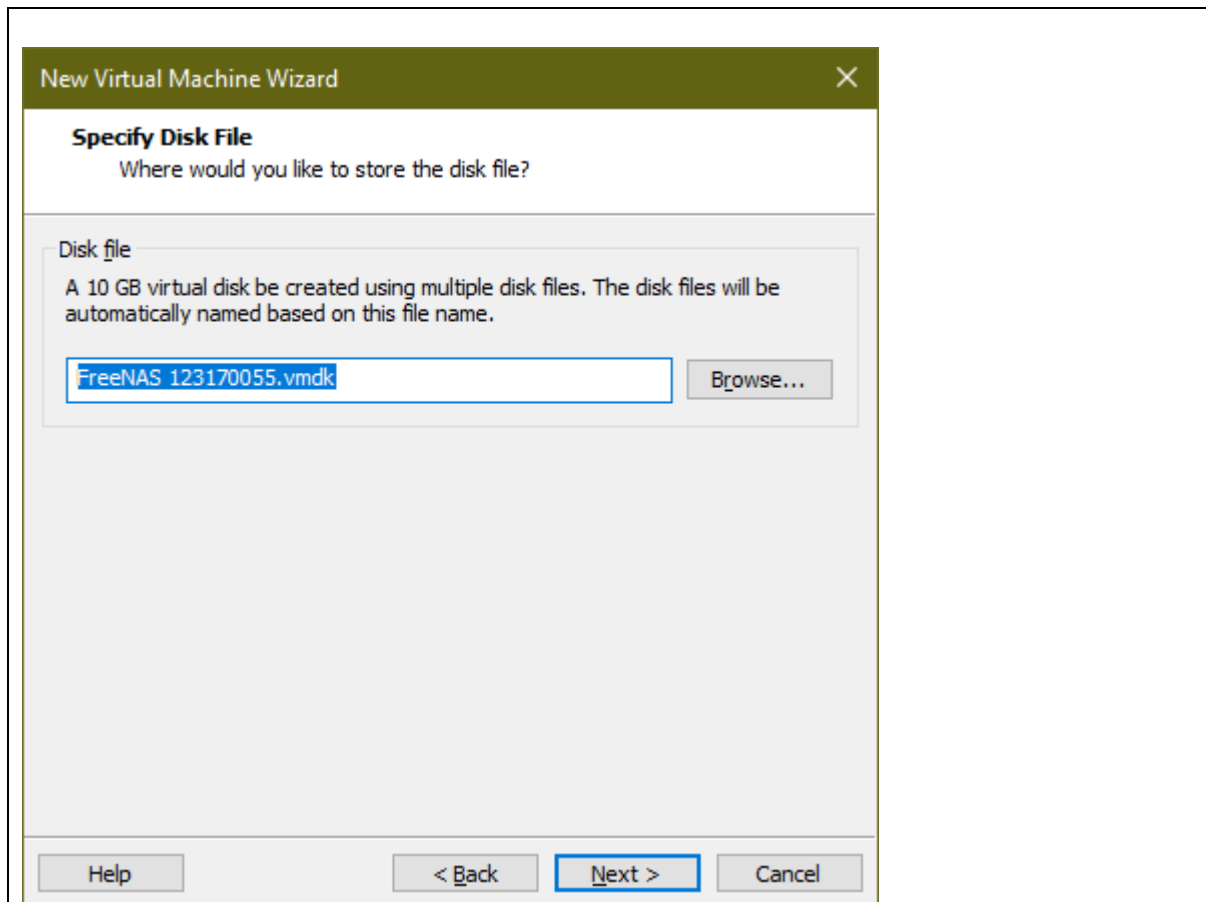 New Virtual Machine Wizard
Specify Disk File
Where would you like to store the disk file?
Disk file
A 10 GB virtual disk be created using multiple disk files. The disk files will be
automatically named based on this file name.
FreeNAS 123170055.vmdk
Browse...
Help
< Back
Next >
Cancel